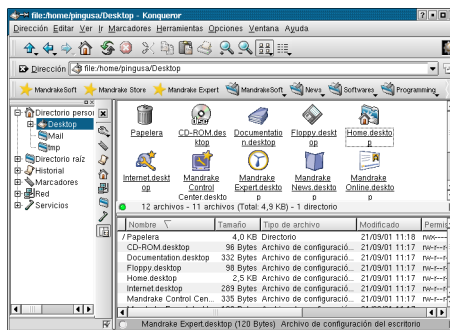 file:/home/pingusa/Desktop - Konqueror
Dirección Editar Ver Ir Marcadores Herramientas Opciones Ventana Ayuda
Dirección file:/home/pingusa/Desktop
MandrakeSoft Mandrake Store Mandrake Expert MandrakeSoft News Softwares Programming
Directorio person
Desktop
Mail
tmp
Directorio raíz
Historial
Marcadores
Red
Servicios
Papelera CD-ROM.des Documentatio Floppy.deskt Home.deskto
ktop n.desktop op p
Internet.deskt Mandrake Mandrake Mandrake Mandrake
op Control Expert.deskto News.deskto Online.deskto
Center.deskto p p p
12 archivos - 11 archivos (Total: 4,9 KB) - 1 directorio
Nombre Tamaño Tipo de archivo Modificado Permis
Papelera 4,0 KB Directorio 21/09/01 11:18 rwx----
CD-ROM.desktop 96 Bytes Archivo de configuració... 21/09/01 11:17 rw-r--r-
Documentation.desktop 332 Bytes Archivo de configuració... 21/09/01 11:17 rw-r--r-
Floppy.desktop 98 Bytes Archivo de configuració... 21/09/01 11:17 rw-r--r-
Home.desktop 2,5 KB Archivo de configuració... 21/09/01 11:17 rw-r--r-
Internet.desktop 289 Bytes Archivo de configuració... 21/09/01 11:17 rw-r--r-
Mandrake Control Cen... 335 Bytes Archivo de configuració... 21/09/01 11:17 rw-r--r-
Mandrake Expert.desktop (120 Bytes) Archivo de configuración del escritorio